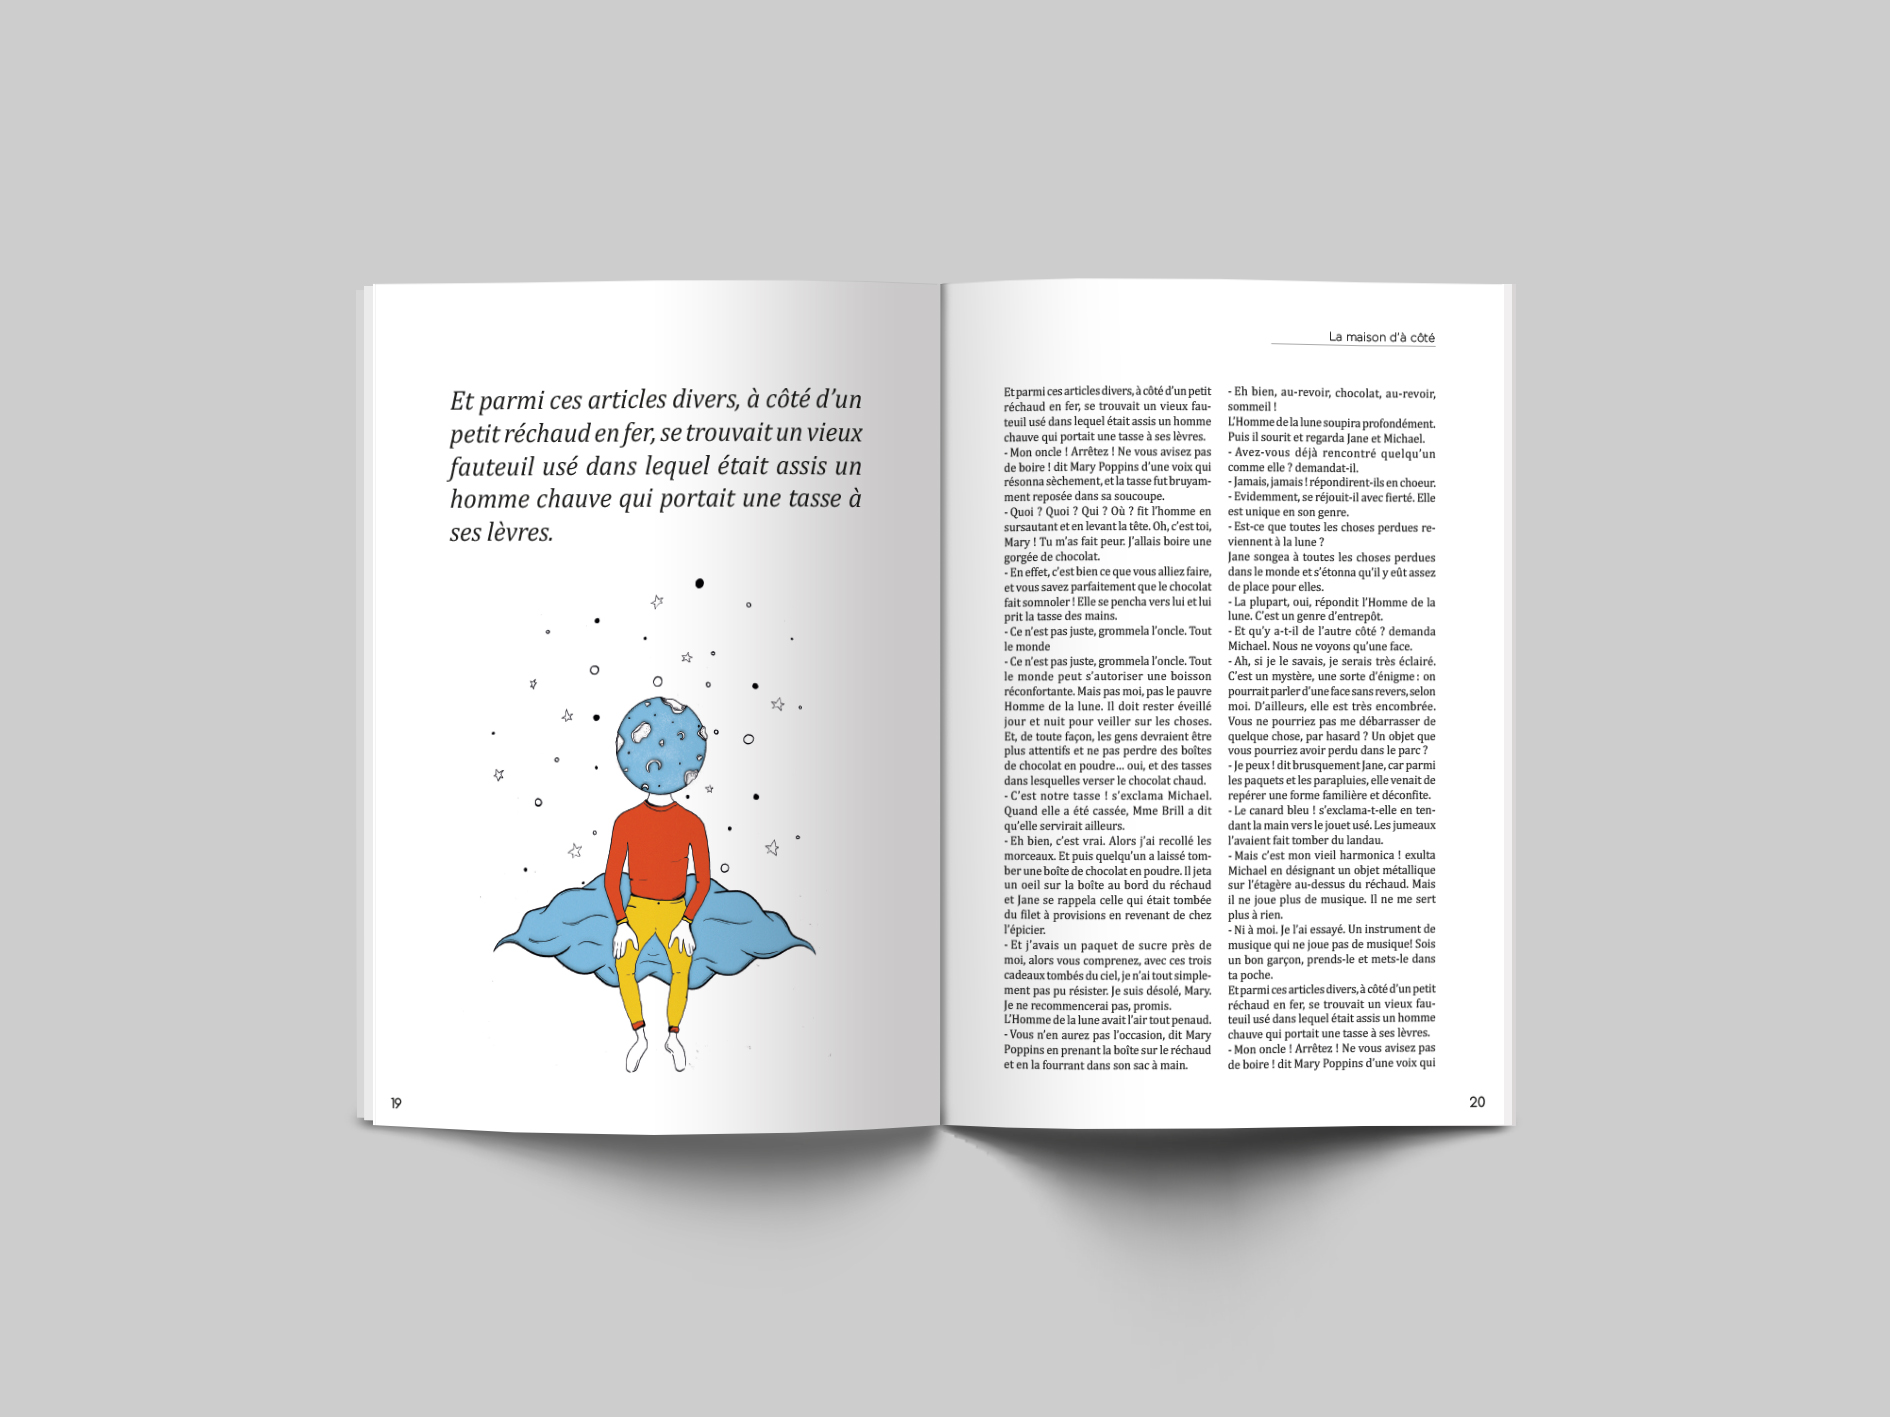 Et parmi ces articles divers, à côté d'un
petit réchaud en fer, se trouvait un vieux
fauteuil usé dans lequel était assis un
homme chauve qui portait une tasse à
ses lèvres.
19
La maison d'à côté
Et parmi ces articles divers, à côté d'un petit
réchaud en fer, se trouvait un vieux fau-
teuil usé dans lequel était assis un homme
chauve qui portait une tasse à ses lèvres.
- Mon oncle ! Arrêtez ! Ne vous avisez pas
de boire ! dit Mary Poppins d'une voix qui
résonna sèchement, et la tasse fut bruyam-
ment reposée dans sa soucoupe.
- Quoi ? Quoi ? Qui ? Où ? fit l'homme en
sursautant et en levant la tête. Oh, c'est toi,
Mary ! Tu m'as fait peur. J'allais boire une
gorgée de chocolat.
- En effet, c'est bien ce que vous alliez faire,
et vous savez parfaitement que le chocolat
fait somnoler ! Elle se pencha vers lui et lui
prit la tasse des mains.
- Ce n'est pas juste, grommela l'oncle. Tout
le monde
- Ce n'est pas juste, grommela l'oncle. Tout
le monde peut s'autoriser une boisson
réconfortante. Mais pas moi, pas le pauvre
Homme de la lune. Il doit rester éveillé
jour et nuit pour veiller sur les choses.
Et, de toute façon, les gens devraient être
plus attentifs et ne pas perdre des boîtes
de chocolat en poudre... oui, et des tasses
dans lesquelles verser le chocolat chaud.
- C'est notre tasse ! s'exclama Michael.
Quand elle a été cassée, Mme Brill a dit
qu'elle servirait ailleurs.
- Eh bien, c'est vrai. Alors j'ai recollé les
morceaux. Et puis quelqu'un a laissé tom-
ber une boîte de chocolat en poudre. Il jeta
un oeil sur la boîte au bord du réchaud
et Jane se rappela celle qui était tombée
du filet à provisions en revenant de chez
l'épicier.
- Et j'avais un paquet de sucre près de
moi, alors vous comprenez, avec ces trois
cadeaux tombés du ciel, je n'ai tout simple-
ment pas pu résister. Je suis désolé, Mary.
Je ne recommencerai pas, promis.
L'Homme de la lune avait l'air tout penaud.
- Vous n'en aurez pas l'occasion, dit Mary
Poppins en prenant la boîte sur le réchaud
et en la fourrant dans son sac à main.
- Eh bien, au-revoir, chocolat, au-revoir,
sommeil !
L'Homme de la lune soupira profondément.
Puis il sourit et regarda Jane et Michael.
- Avez-vous déjà rencontré quelqu'un
comme elle ? demandat-il.
- Jamais, jamais ! répondirent-ils en choeur.
- Evidemment, se réjouit-il avec fierté. Elle
est unique en son genre.
- Est-ce que toutes les choses perdues re-
viennent à la lune ?
Jane songea à toutes les choses perdues
dans le monde et s'étonna qu'il y eût assez
de place pour elles.
- La plupart, oui, répondit l'Homme de la
lune. C'est un genre d'entrepôt.
- Et qu'y a-t-il de l'autre côté ? demanda
Michael. Nous ne voyons qu'une face.
- Ah, si je le savais, je serais très éclairé.
C'est un mystère, une sorte d'énigme : on
pourrait parler d'une face sans revers, selon
moi. D'ailleurs, elle est très encombrée.
Vous ne pourriez pas me débarrasser de
quelque chose, par hasard ? Un objet que
vous pourriez avoir perdu dans le parc ?
- Je peux ! dit brusquement Jane, car parmi
les paquets et les parapluies, elle venait de
repérer une forme familière et déconfite.
- Le canard bleu ! s'exclama-t-elle en ten-
dant la main vers le jouet usé. Les jumeaux
l'avaient fait tomber du landau.
- Mais c'est mon vieil harmonica ! exulta
Michael en désignant un objet métallique
sur l'étagère au-dessus du réchaud. Mais
il ne joue plus de musique. Il ne me sert
plus à rien.
- Ni à moi. Je l'ai essayé. Un instrument de
musique qui ne joue pas de musique! Sois
un bon garçon, prends-le et mets-le dans
ta poche.
Et parmi ces articles divers, à côté d'un petit
réchaud en fer, se trouvait un vieux fau-
teuil usé dans lequel était assis un homme
chauve qui portait une tasse à ses lèvres.
- Mon oncle ! Arrêtez ! Ne vous avisez pas
de boire ! dit Mary Poppins d'une voix qui
20